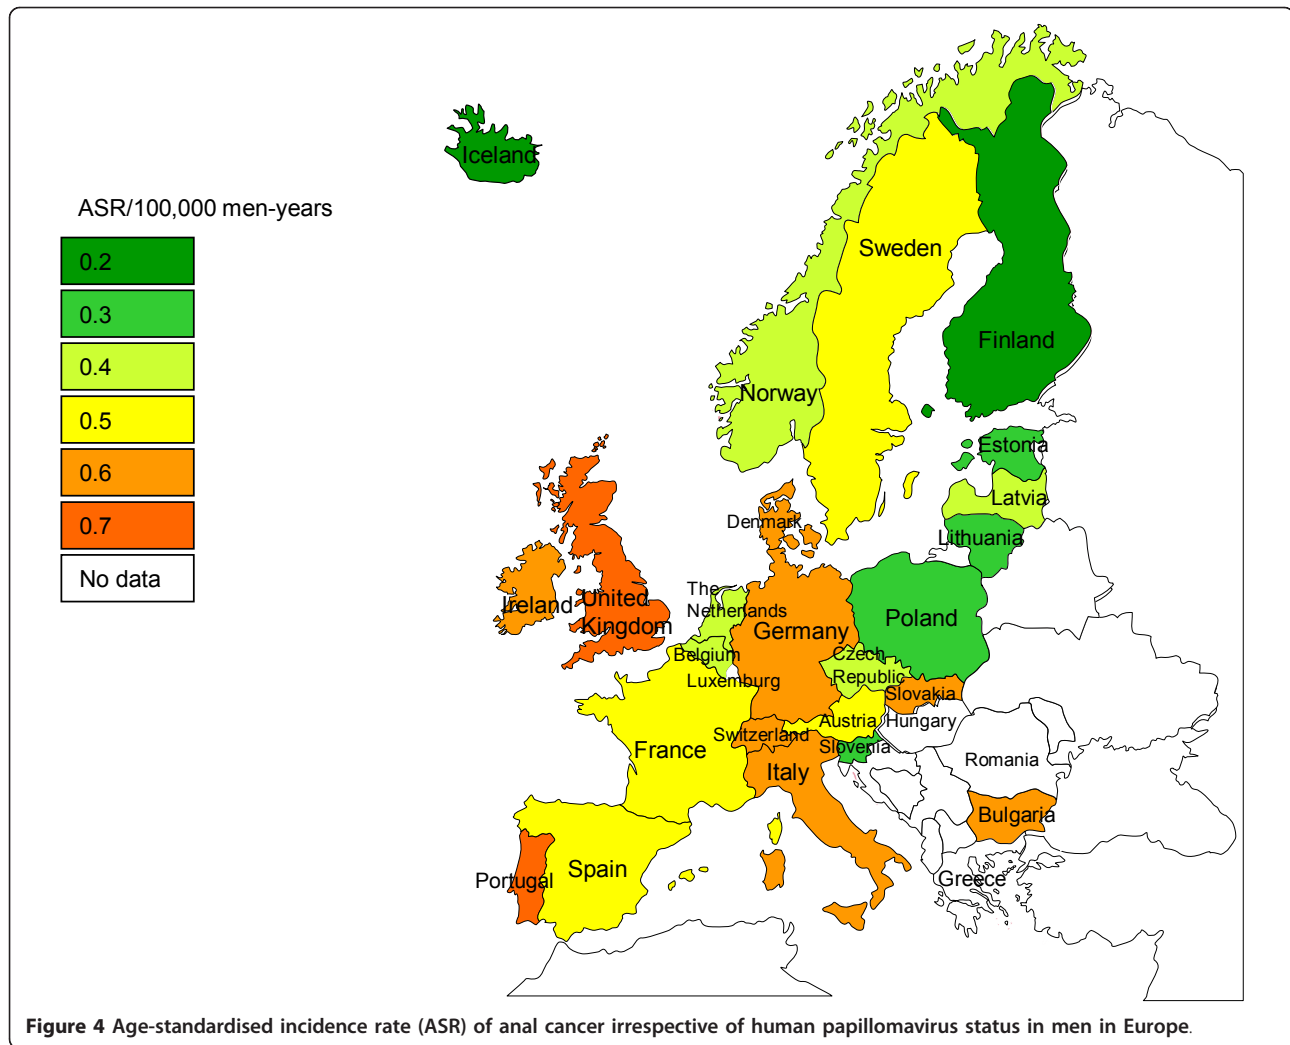 Iceland
ASR/100,000 men-years
0.2
0.3
0.4
0.5
0.6
0.7
No data
Sweden
Finland
Norway
Estonia
Latvia
Lithuania
Denmark
Ireland
United
Kingdom
The
Netherlands
Germany
Poland
Belgium
Luxemburg
Czech
Republic
Slovakia
Austria
Hungary
Switzerland
Slovenia
France
Italy
Romania
Bulgaria
Spain
Portugal
Greece
Figure 4 Age-standardised incidence rate (ASR) of anal cancer irrespective of human papillomavirus status in men in Europe.